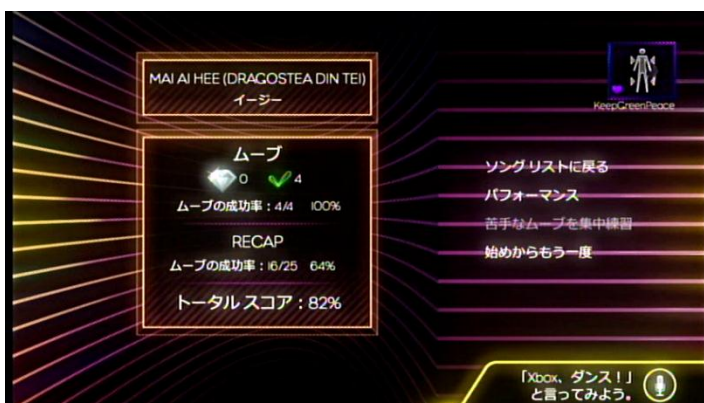 MAI AI HEE (DRAGOSTEA DIN TEI)
イージー
ムーブ
0 4
ムーブの成功率：4/4 100%
RECAP
ムーブの成功率：16/25 64%
トータル スコア：82%
KeepGreenPeace
ソング リストに戻る
パフォーマンス
苦手なムーブを集中練習
始めからもう一度
「Xbox、ダンス！」
と言ってみよう。